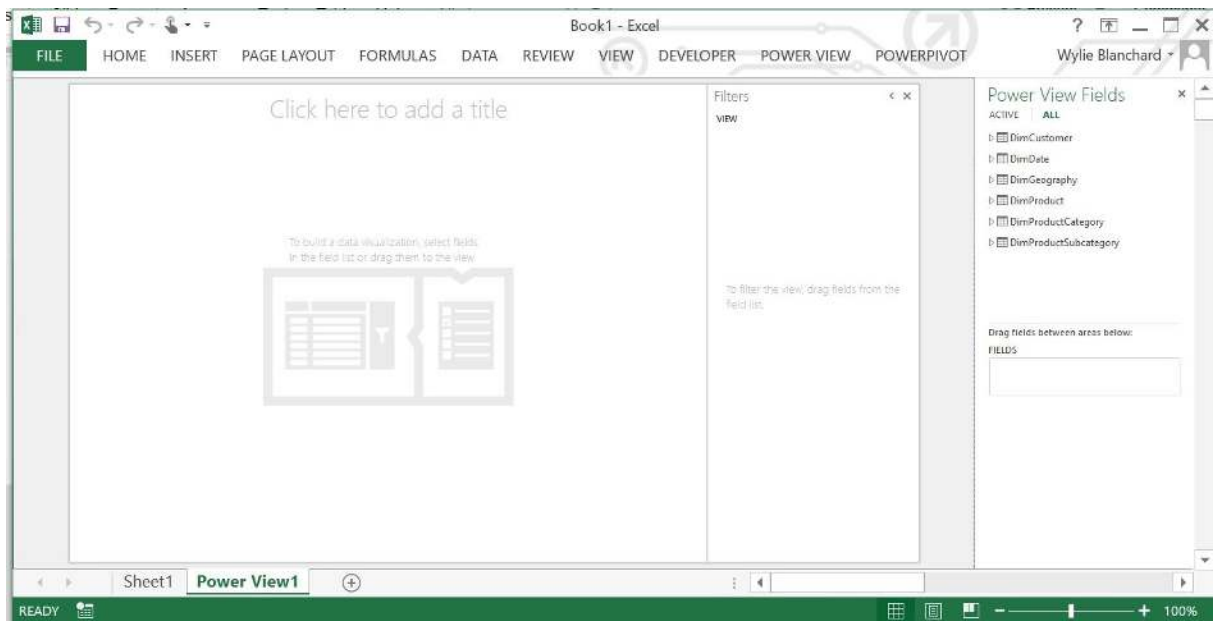 Book1 - Excel
FILE HOME INSERT PAGE LAYOUT FORMULAS DATA REVIEW VIEW DEVELOPER POWER VIEW POWERPIVOT Wylie Blanchard
Click here to add a title
To build a data visualization, select fields
in the field list or drag them to the view
Filters
VIEW
To filter the view, drag fields from the
field list.
Power View Fields
ACTIVE ALL
DimCustomer
DimDate
DimGeography
DimProduct
DimProductCategory
DimProductSubcategory
Drag fields between areas below:
FIELDS
Sheet1 Power View1
READY 100%